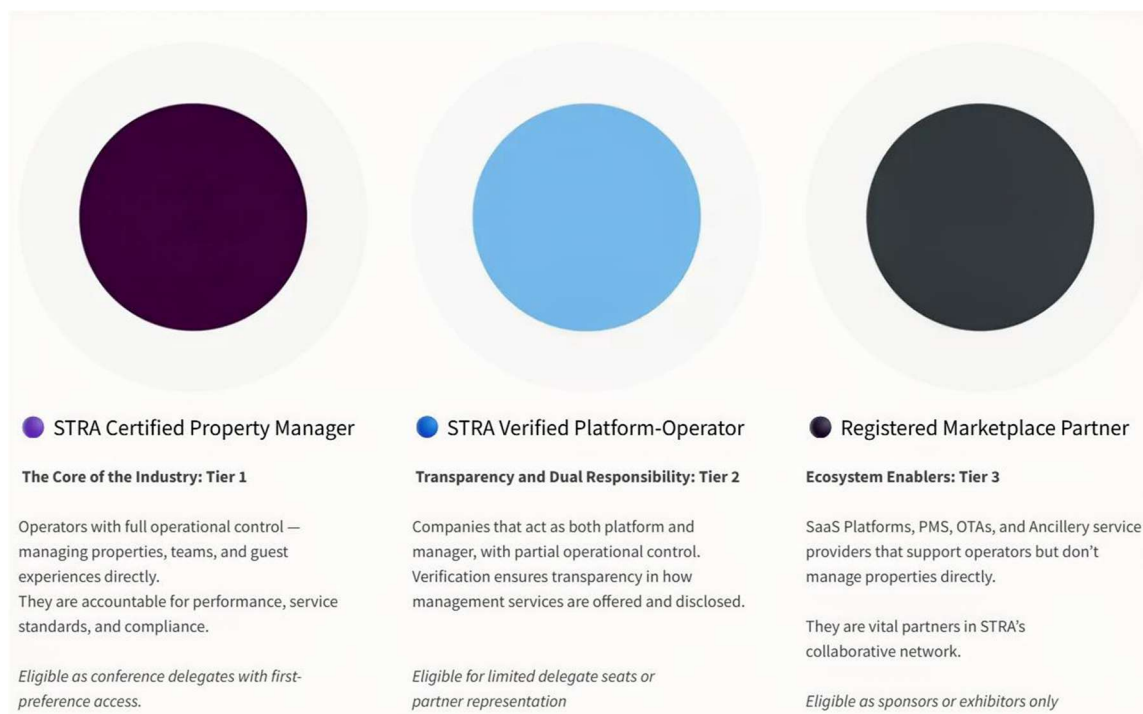 STRA Certified Property Manager
The Core of the Industry: Tier 1
Operators with full operational control —
managing properties, teams, and guest
experiences directly.
They are accountable for performance, service
standards, and compliance.
Eligible as conference delegates with first-
preference access.
STRA Verified Platform-Operator
Transparency and Dual Responsibility: Tier 2
Companies that act as both platform and
manager, with partial operational control.
Verification ensures transparency in how
management services are offered and disclosed.
Eligible for limited delegate seats or
partner representation
Registered Marketplace Partner
Ecosystem Enablers: Tier 3
SaaS Platforms, PMS, OTAs, and Ancillery service
providers that support operators but don’t
manage properties directly.
They are vital partners in STRA’s
collaborative network.
Eligible as sponsors or exhibitors only